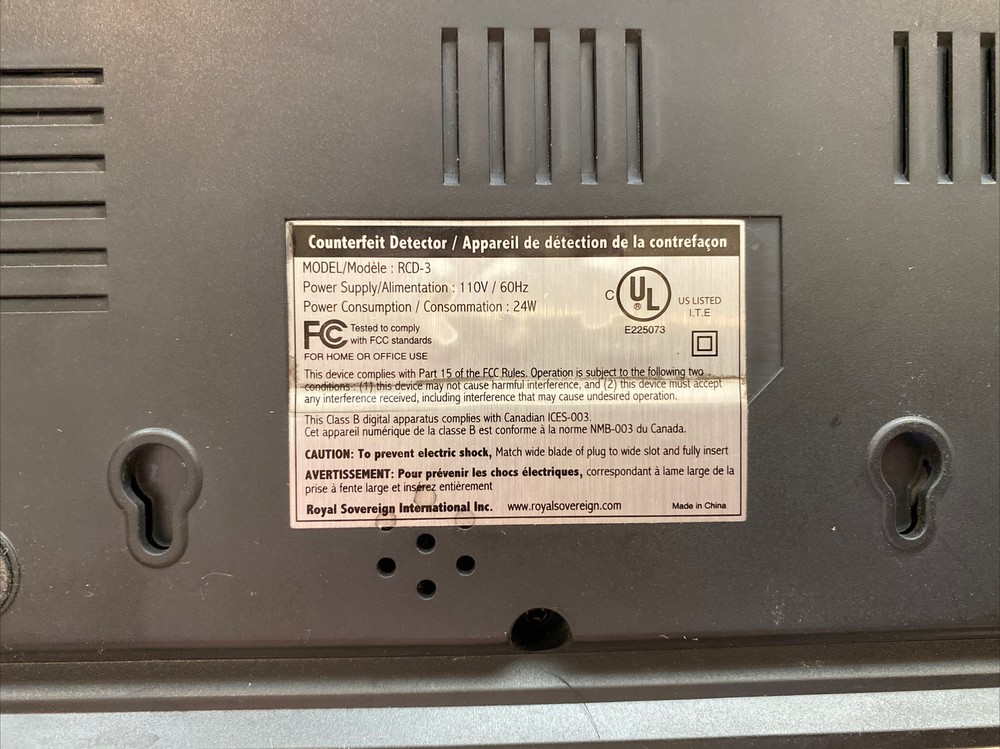 Counterfeit Detector / Appareil de détection de la contrefaçon
MODEL/Modèle : RCD-3
Power Supply/Alimentation : 110V / 60Hz
Power Consumption / Consommation : 24W
FC Tested to comply
with FCC standards
FOR HOME OR OFFICE USE
C UL ® US LISTED
I.T.E
E225073
This device complies with Part 15 of the FCC Rules. Operation is subject to the following two
conditions : (1) this device may not cause harmful interference, and (2) this device must accept
any interference received, including interference that may cause undesired operation.
This Class B digital apparatus complies with Canadian ICES-003.
Cet appareil numérique de la classe B est conforme à la norme NMB-003 du Canada.
CAUTION: To prevent electric shock, Match wide blade of plug to wide slot and fully insert
AVERTISSEMENT: Pour prévenir les chocs électriques, correspondant à lame large de la
prise à fente large et insérez entièrement
Royal Sovereign International Inc. www.royalsovereign.com Made in China